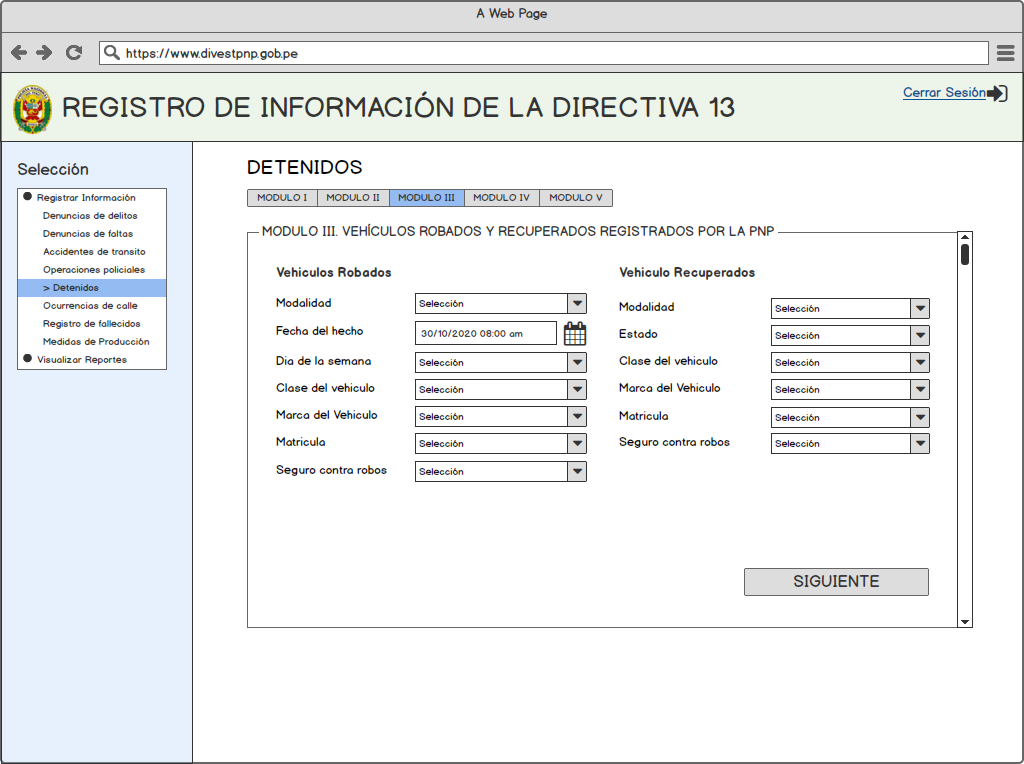 A Web Page
https://www.divestpnp.gob.pe
REGISTRO DE INFORMACIÓN DE LA DIRECTIVA 13
Cerrar Sesión
Selección
Registrar Información
Denuncias de delitos
Denuncias de faltas
Accidentes de transito
Operaciones policiales
> Detenidos
Ocurrencias de calle
Registro de fallecidos
Medidas de Producción
Visualizar Reportes
DETENIDOS
MODULO I MODULO II MODULO III MODULO IV MODULO V
MODULO III. VEHÍCULOS ROBADOS Y RECUPERADOS REGISTRADOS POR LA PNP
Vehiculos Robados
Modalidad Selección
Fecha del hecho 30/10/2020 08:00 am
Dia de la semana Selección
Clase del vehiculo Selección
Marca del Vehiculo Selección
Matricula Selección
Seguro contra robos Selección
Vehiculo Recuperados
Modalidad Selección
Estado Selección
Clase del vehiculo Selección
Marca del Vehiculo Selección
Matricula Selección
Seguro contra robos Selección
SIGUIENTE